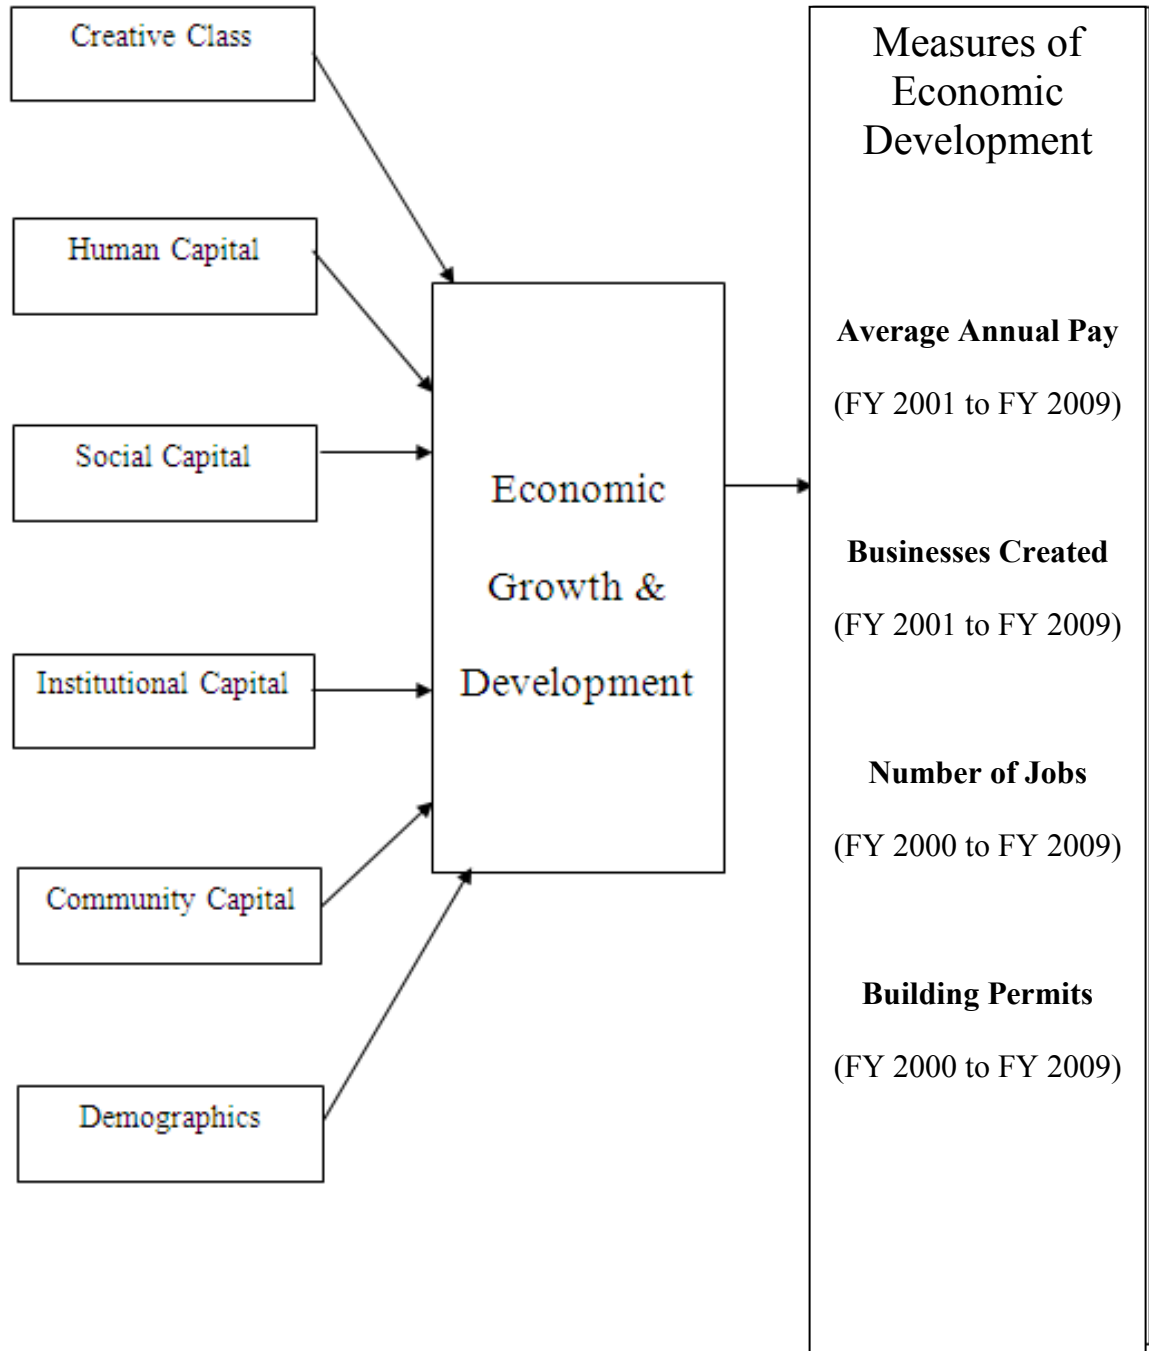 Creative Class
Human Capital
Social Capital
Institutional Capital
Community Capital
Demographics
Economic
Growth &
Development
Measures of
Economic
Development
Average Annual Pay
(FY 2001 to FY 2009)
Businesses Created
(FY 2001 to FY 2009)
Number of Jobs
(FY 2000 to FY 2009)
Building Permits
(FY 2000 to FY 2009)